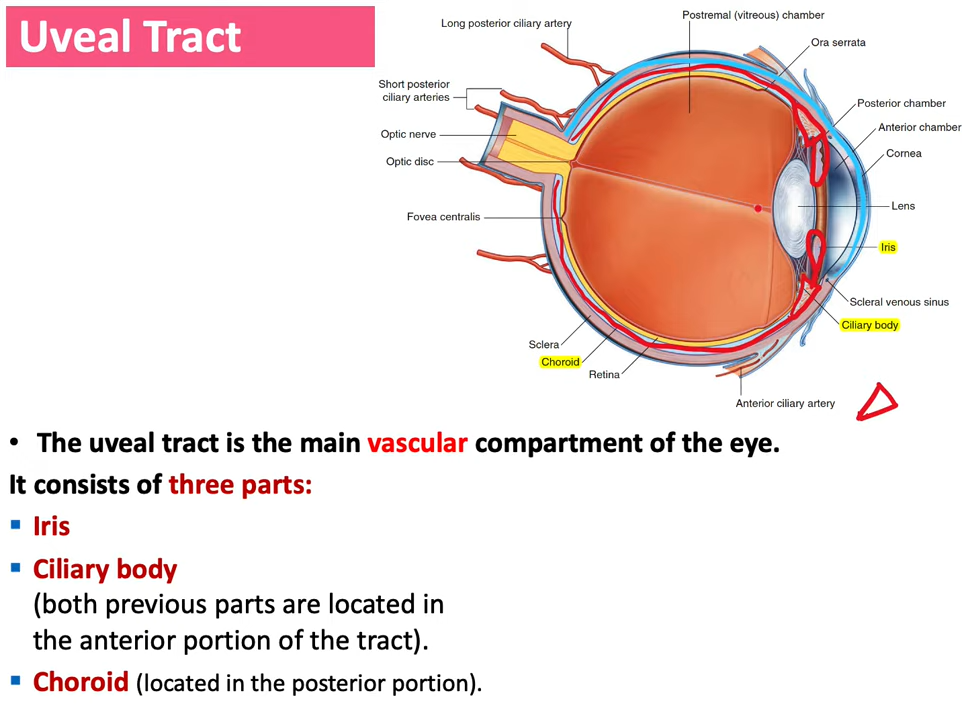 Uveal Tract
Long posterior ciliary artery
Postremal (vitreous) chamber
Ora serrata
Short posterior
ciliary arteries
Posterior chamber
Anterior chamber
Optic nerve
Cornea
Optic disc
Lens
Fovea centralis
Iris
Scleral venous sinus
Ciliary body
Sclera
Choroid
Retina
Anterior ciliary artery
• The uveal tract is the main vascular compartment of the eye.
It consists of three parts:
▪ Iris
▪ Ciliary body
(both previous parts are located in
the anterior portion of the tract).
▪ Choroid (located in the posterior portion).